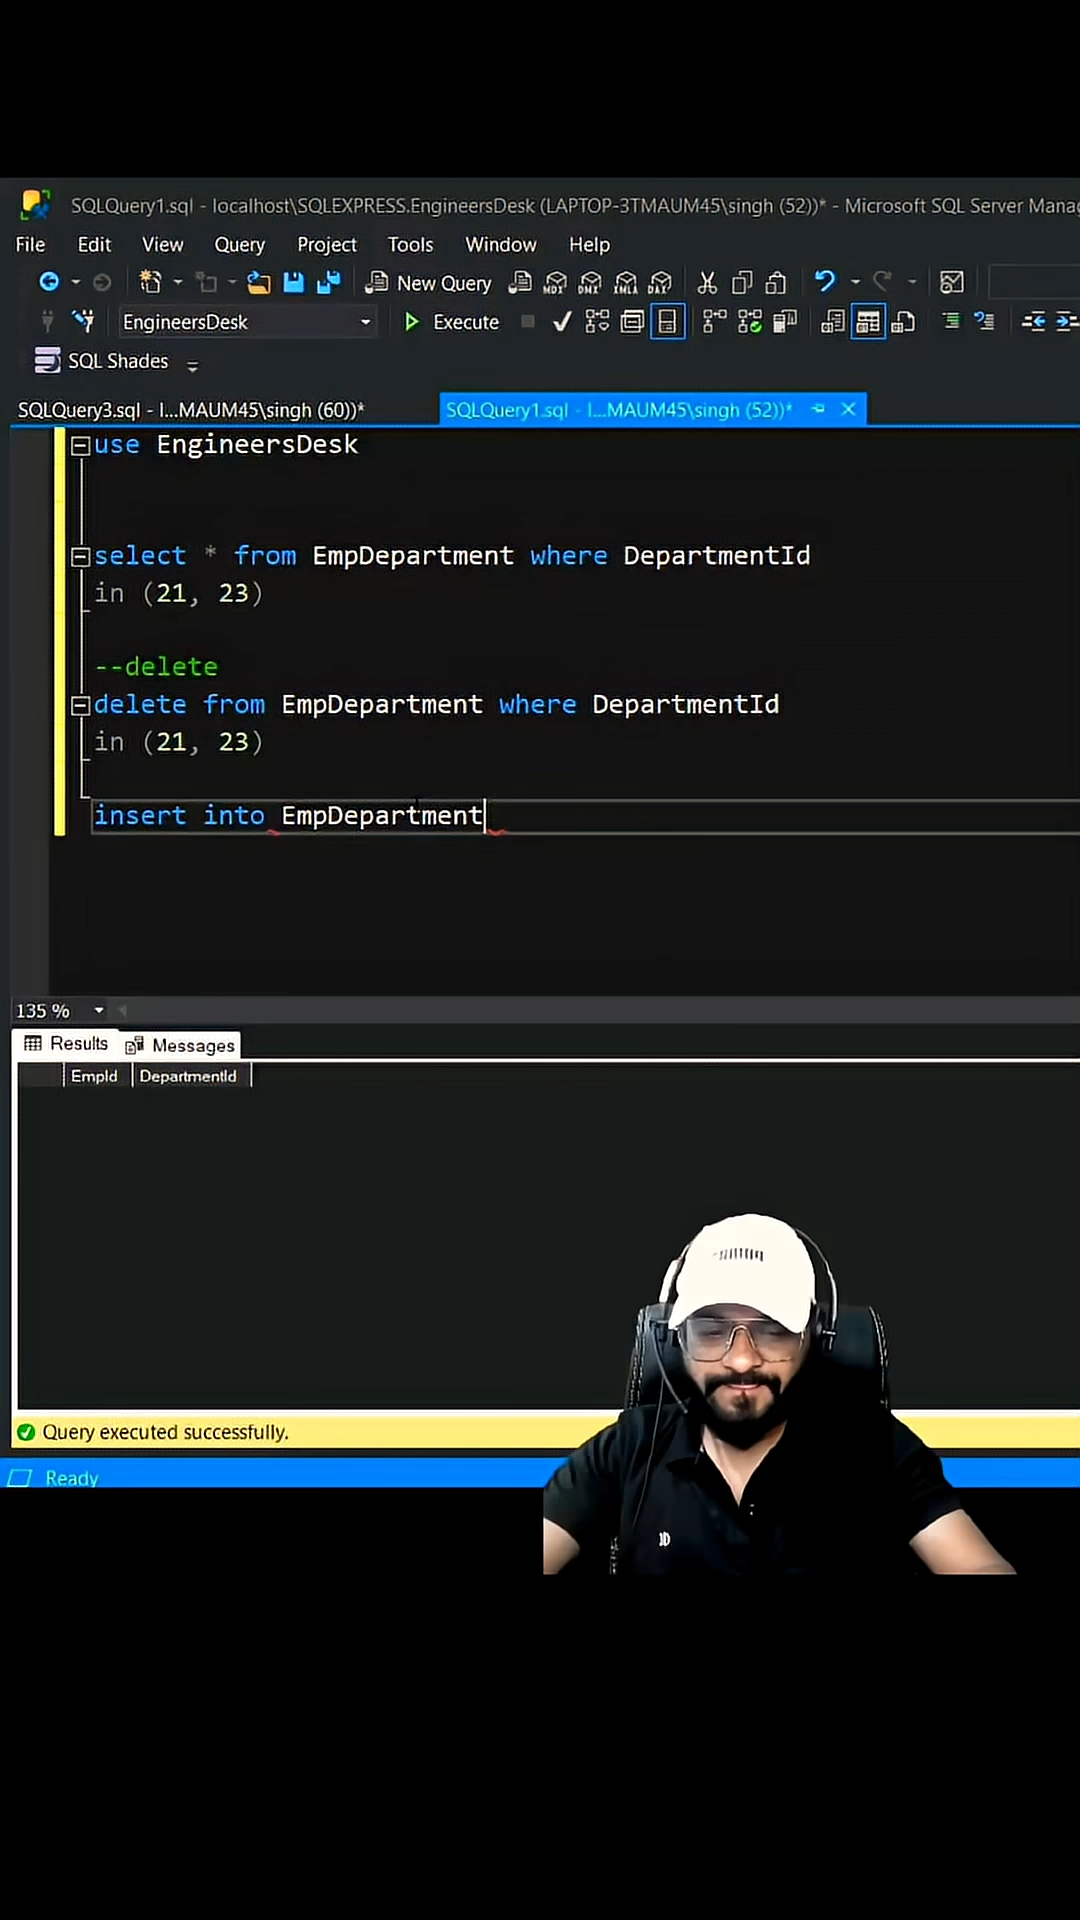 SQLQuery1.sql - localhost\SQLEXPRESS.EngineersDesk (LAPTOP-3TMAUM45\singh (52))* - Microsoft SQL Server Mana
File Edit View Query Project Tools Window Help
New Query
EngineersDesk Execute
SQL Shades
SQLQuery3.sql - l...MAUM45\singh (60))* SQLQuery1.sql - l...MAUM45\singh (52))*
use EngineersDesk
select * from EmpDepartment where DepartmentId
in (21, 23)
--delete
delete from EmpDepartment where DepartmentId
in (21, 23)
insert into EmpDepartment
135 %
Results Messages
EmpId DepartmentId
Query executed successfully.
Ready